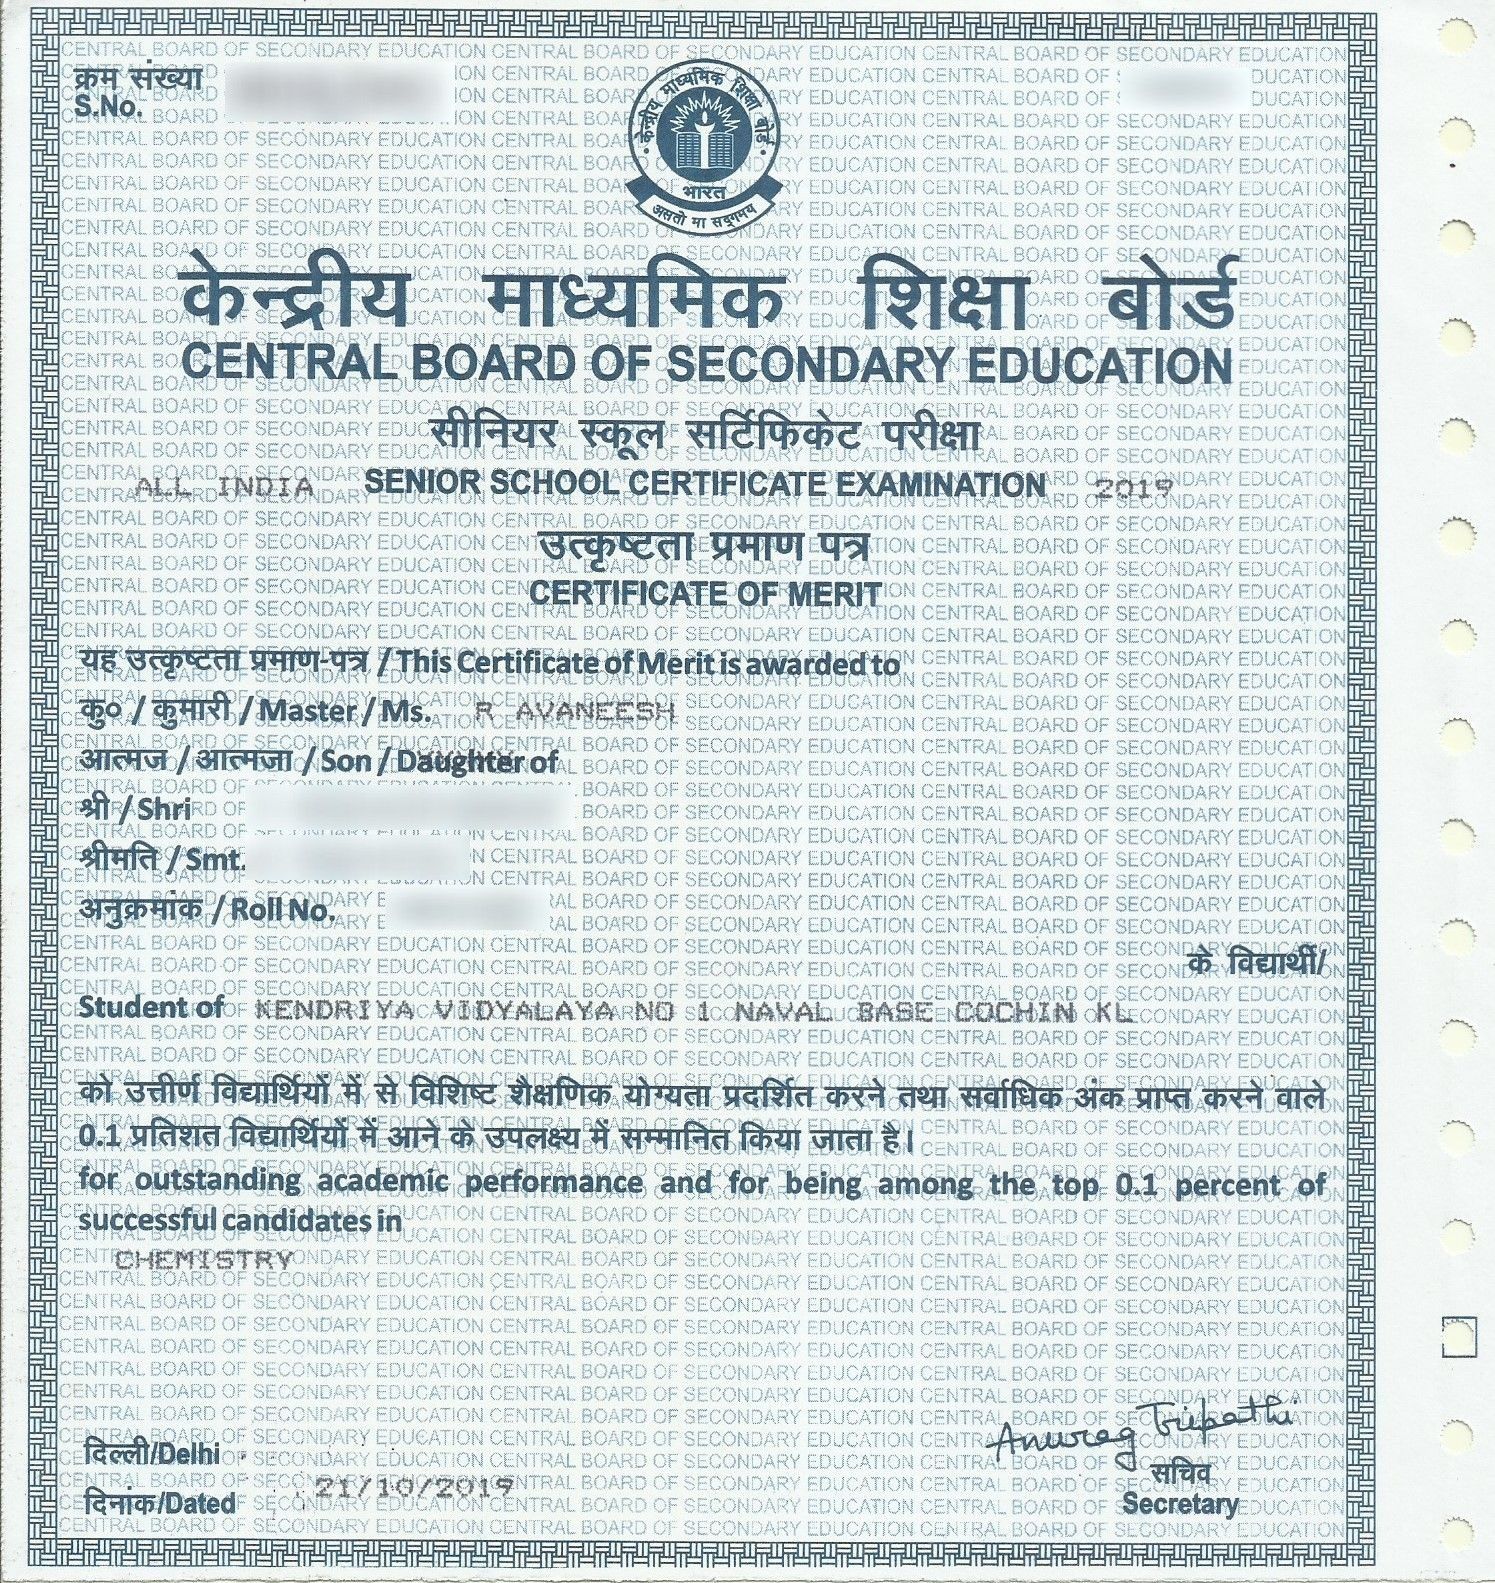 क्रम संख्या
S.No.
केन्द्रीय माध्यमिक शिक्षा बोर्ड
भारत
असतो मा सद्गमय
केन्द्रीय माध्यमिक शिक्षा बोर्ड
CENTRAL BOARD OF SECONDARY EDUCATION
सीनियर स्कूल सर्टिफिकेट परीक्षा
ALL INDIA SENIOR SCHOOL CERTIFICATE EXAMINATION 2019
उत्कृष्टता प्रमाण पत्र
CERTIFICATE OF MERIT
यह उत्कृष्टता प्रमाण-पत्र / This Certificate of Merit is awarded to
कु० / कुमारी / Master / Ms. R AVANEESH
आत्मज / आत्मजा / Son / Daughter of
श्री / Shri
श्रीमति / Smt.
अनुक्रमांक / Roll No.
के विद्यार्थी/
Student of KENDRIYA VIDYALAYA NO 1 NAVAL BASE COCHIN KL
को उत्तीर्ण विद्यार्थियों में से विशिष्ट शैक्षणिक योग्यता प्रदर्शित करने तथा सर्वाधिक अंक प्राप्त करने वाले
0.1 प्रतिशत विद्यार्थियों में आने के उपलक्ष्य में सम्मानित किया जाता है।
for outstanding academic performance and for being among the top 0.1 percent of
successful candidates in
CHEMISTRY
Anurag Tripathi
दिल्ली/Delhi
सचिव
दिनांक/Dated 21/10/2019
Secretary